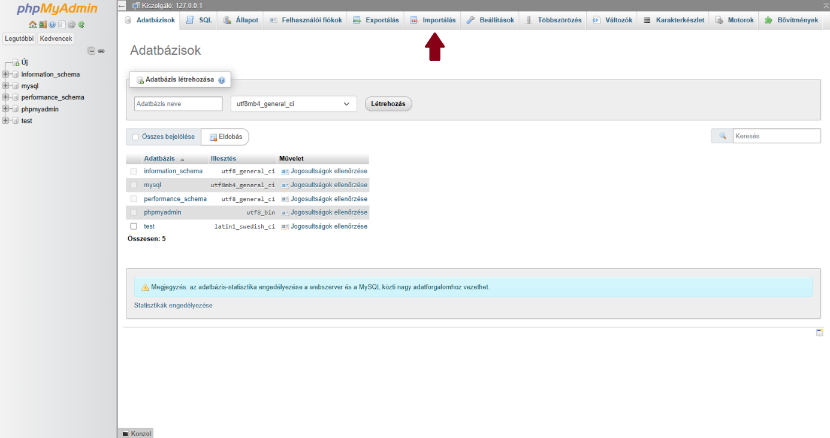 phpMyAdmin
Legutóbbi Kedvencek
Új
information_schema
mysql
performance_schema
phpmyadmin
test
Kiszolgáló: 127.0.0.1
Adatbázisok SQL Állapot Felhasználói fiókok Exportálás Importálás Beállítások Többszörözés Változók Karakterkészlet Motorok Bővítmények
Adatbázisok
Adatbázis létrehozása
Adatbázis neve utf8mb4_general_ci Létrehozás
Összes bejelölése Eldobás Keresés
Adatbázis Illesztés Művelet
information_schema utf8_general_ci Jogosultságok ellenőrzése
mysql utf8mb4_general_ci Jogosultságok ellenőrzése
performance_schema utf8_general_ci Jogosultságok ellenőrzése
phpmyadmin utf8_bin Jogosultságok ellenőrzése
test latin1_swedish_ci Jogosultságok ellenőrzése
Összesen: 5
Megjegyzés: az adatbázis-statisztika engedélyezése a webszerver és a MySQL közti nagy adatforgalomhoz vezethet.
Statisztikák engedélyezése
Konzol